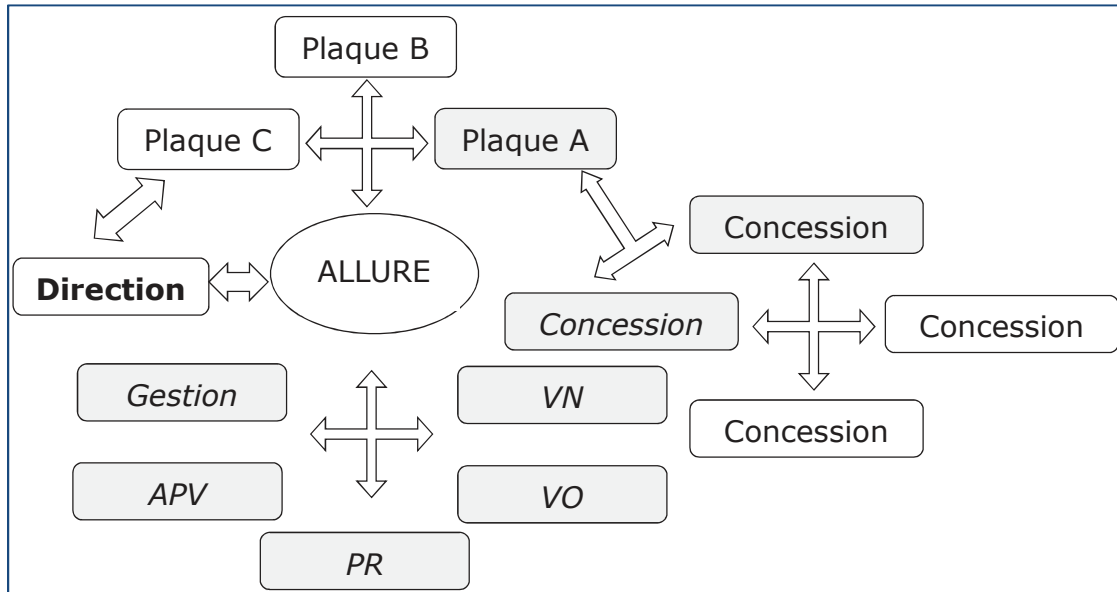 Plaque B
Plaque C
Plaque A
Concession
ALLURE
Direction
Concession
Concession
Gestion
VN
Concession
APV
VO
PR